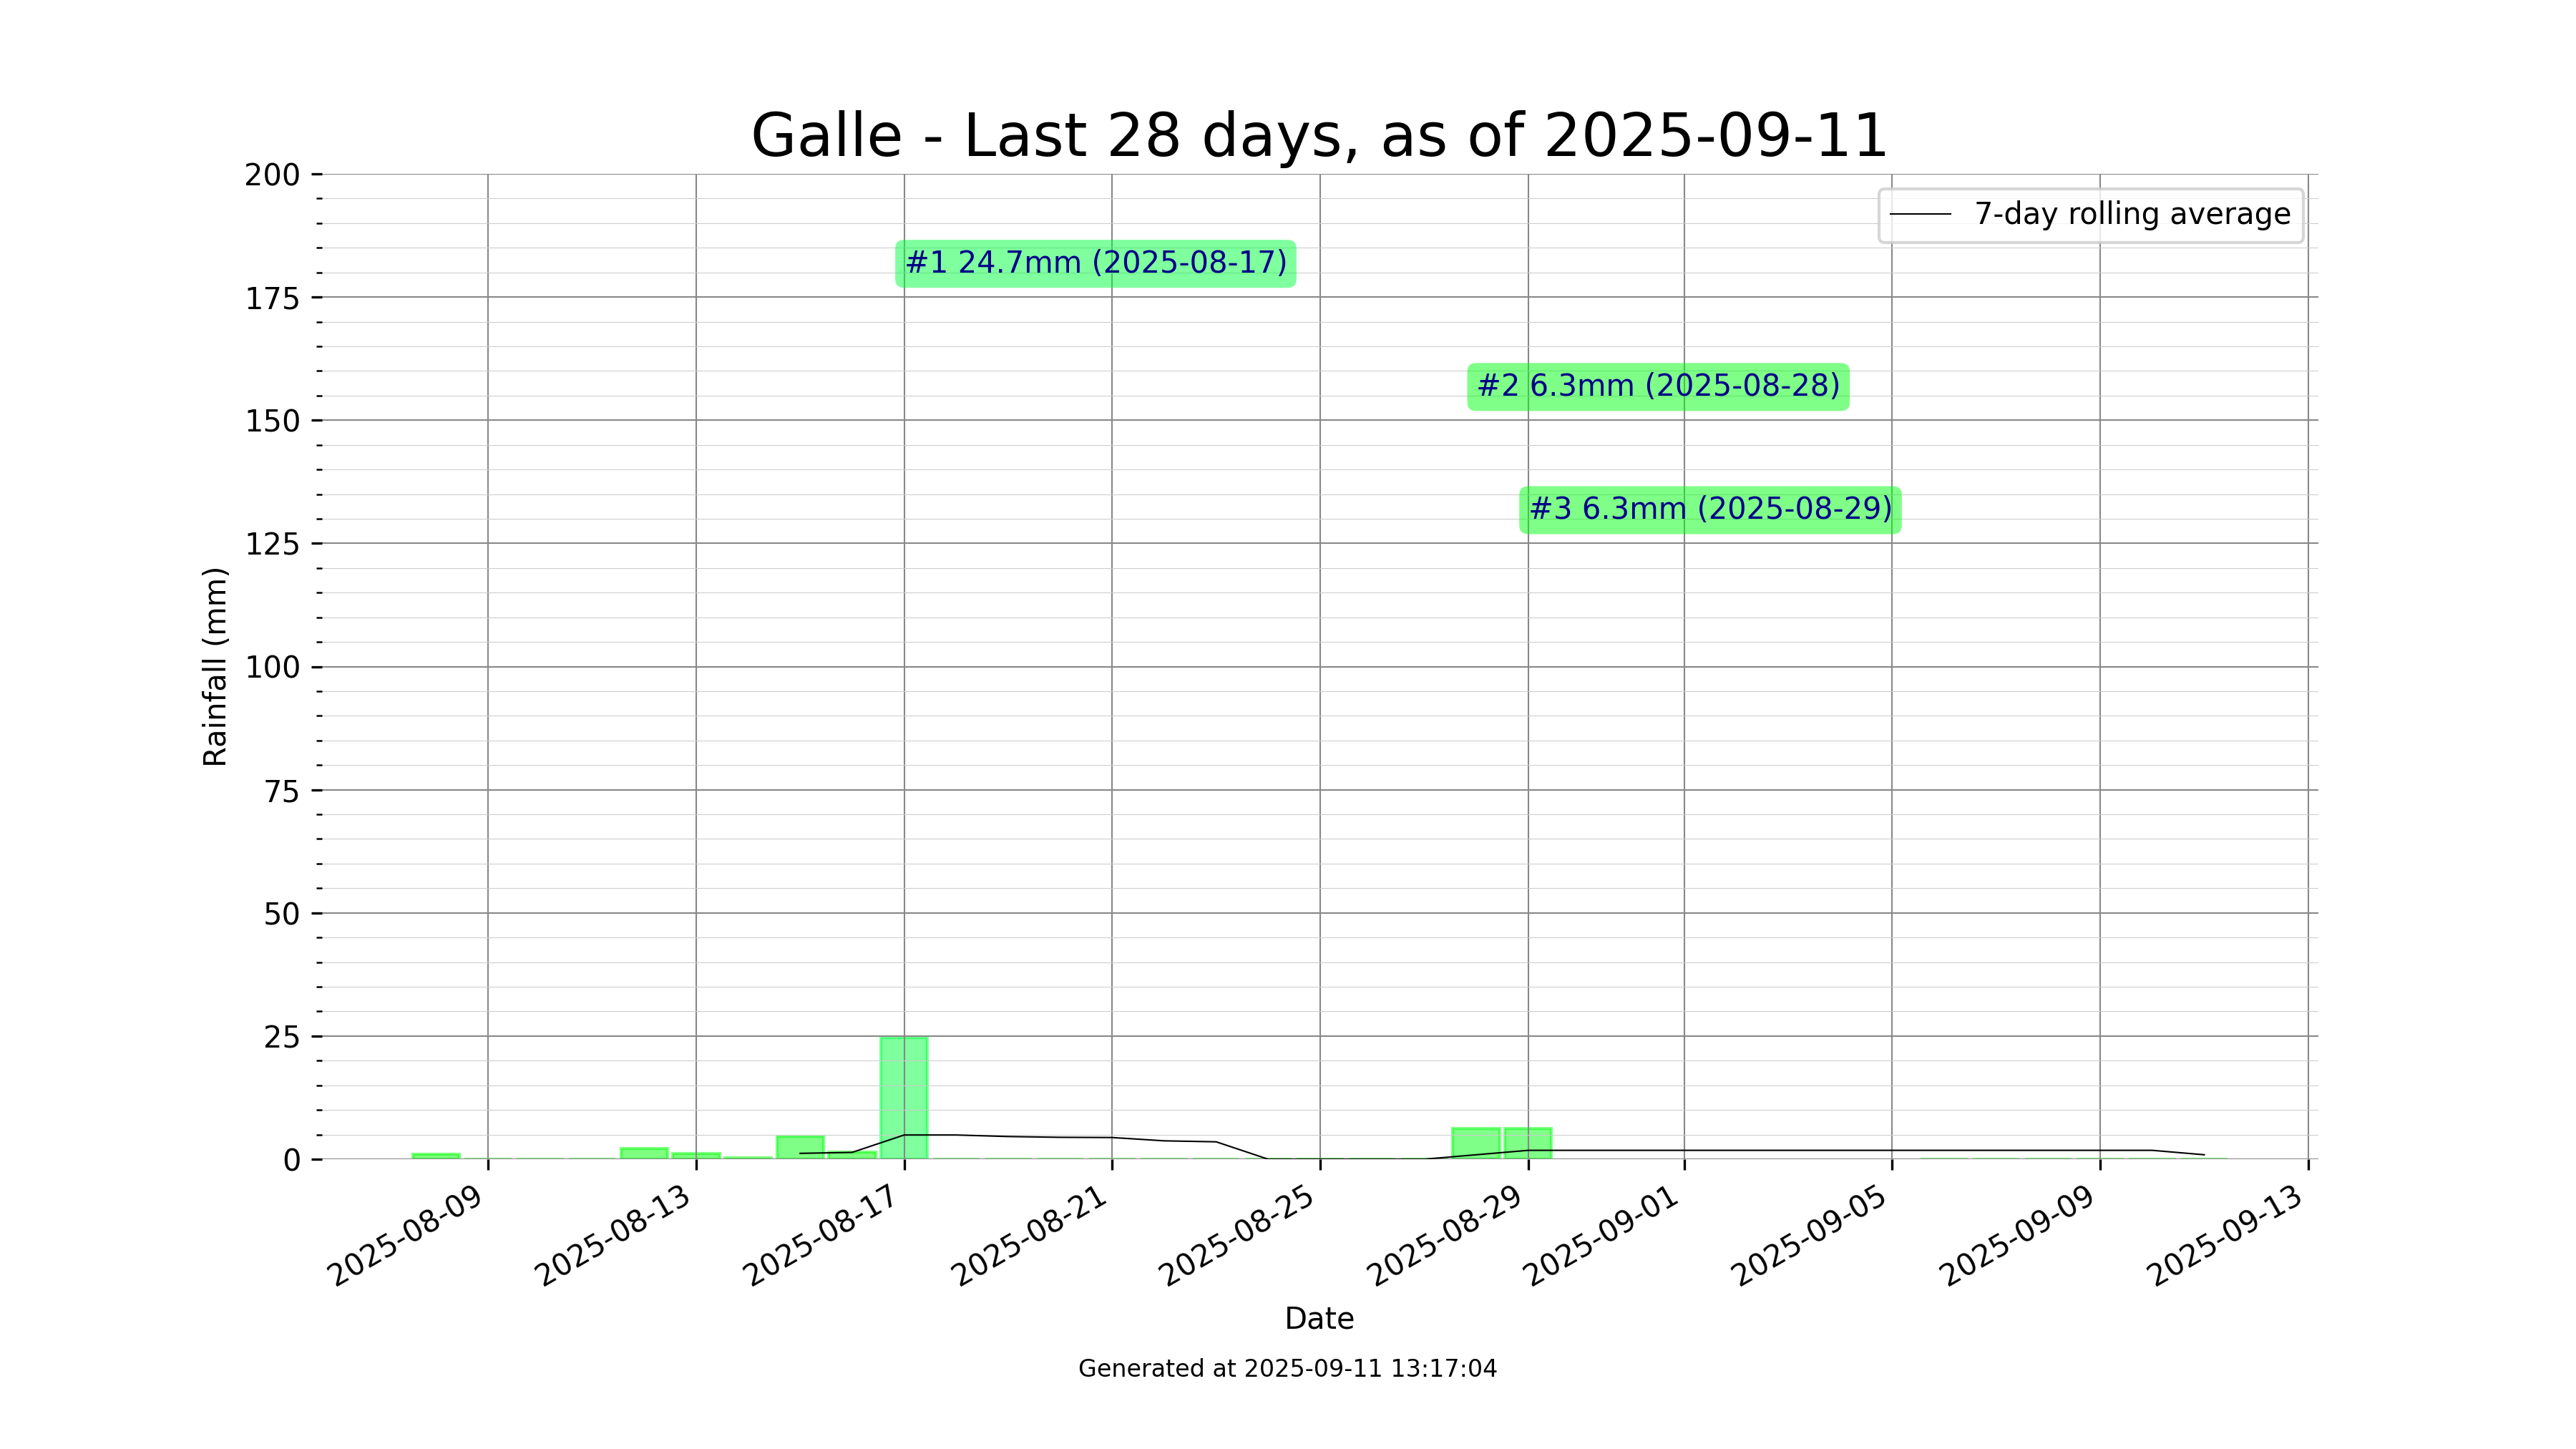 Galle - Last 28 days, as of 2025-09-11
7-day rolling average
#1 24.7mm (2025-08-17)
#2 6.3mm (2025-08-28)
#3 6.3mm (2025-08-29)
Rainfall (mm)
200
175
150
125
100
75
50
25
0
2025-08-09
2025-08-13
2025-08-17
2025-08-21
2025-08-25
2025-08-29
2025-09-01
2025-09-05
2025-09-09
2025-09-13
Date
Generated at 2025-09-11 13:17:04